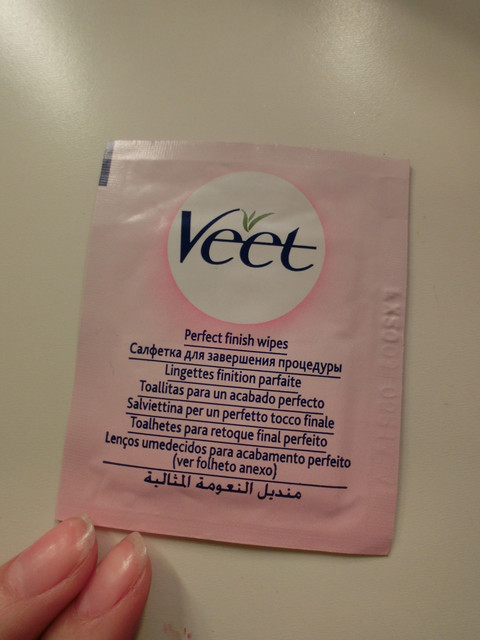 Veet
Perfect finish wipes
Салфетка для завершения процедуры
Lingettes finition parfaite
Toallitas para un acabado perfecto
Salviettina per un perfetto tocco finale
Toalhetes para retoque final perfeito
Lenços umedecidos para acabamento perfeito
(ver folheto anexo)
منديل النعومة المثالية